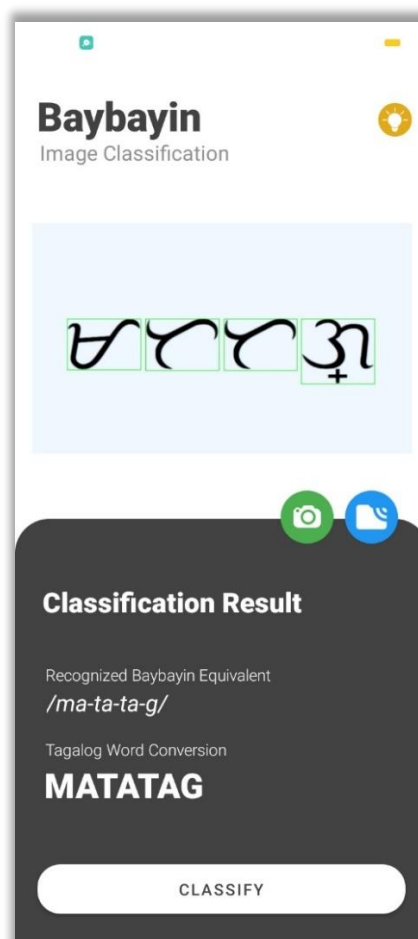 Baybayin
Image Classification
ᜋᜆᜆᜄ᜔
Classification Result
Recognized Baybayin Equivalent
/ma-ta-ta-g/
Tagalog Word Conversion
MATATAG
CLASSIFY